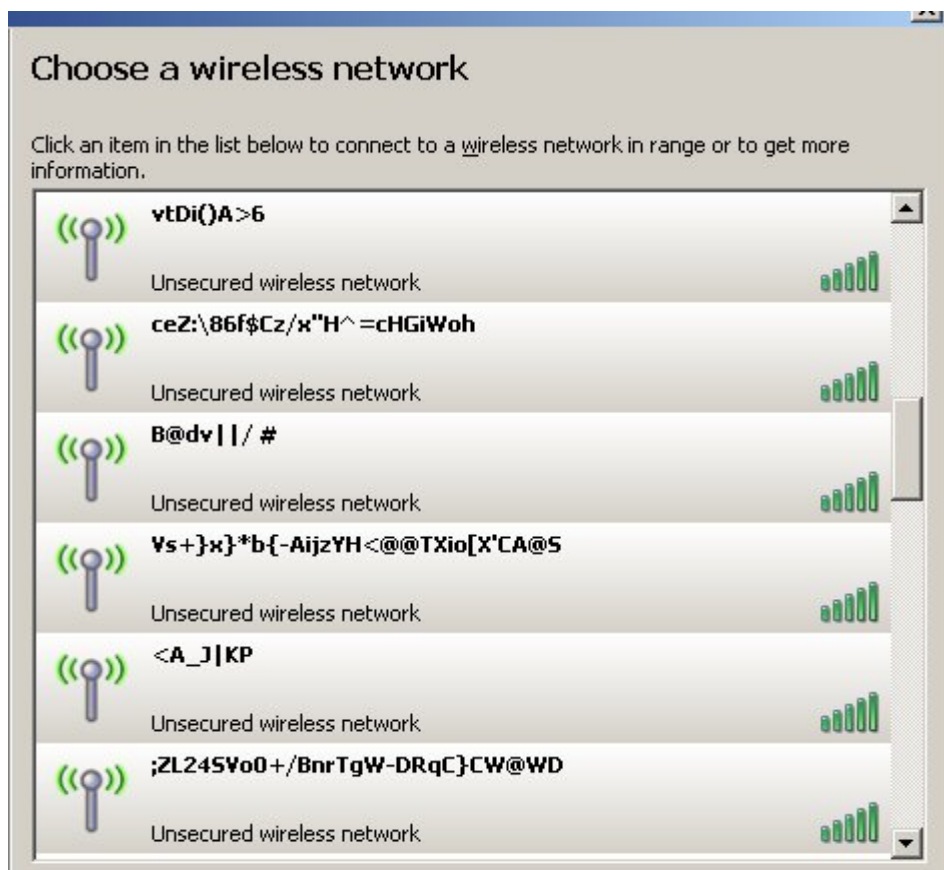 Choose a wireless network
Click an item in the list below to connect to a wireless network in range or to get more
information.
vtDi()A>6
Unsecured wireless network
ceZ:\86f$Cz/x"H^=cHGiWoh
Unsecured wireless network
B@dv||/ #
Unsecured wireless network
Vs+}x}*b{-AijzYH<@@TXio[X'CA@S
Unsecured wireless network
<A_J|KP
Unsecured wireless network
;ZL24SVo0+/BnrTgW-DRqC}CW@WD
Unsecured wireless network